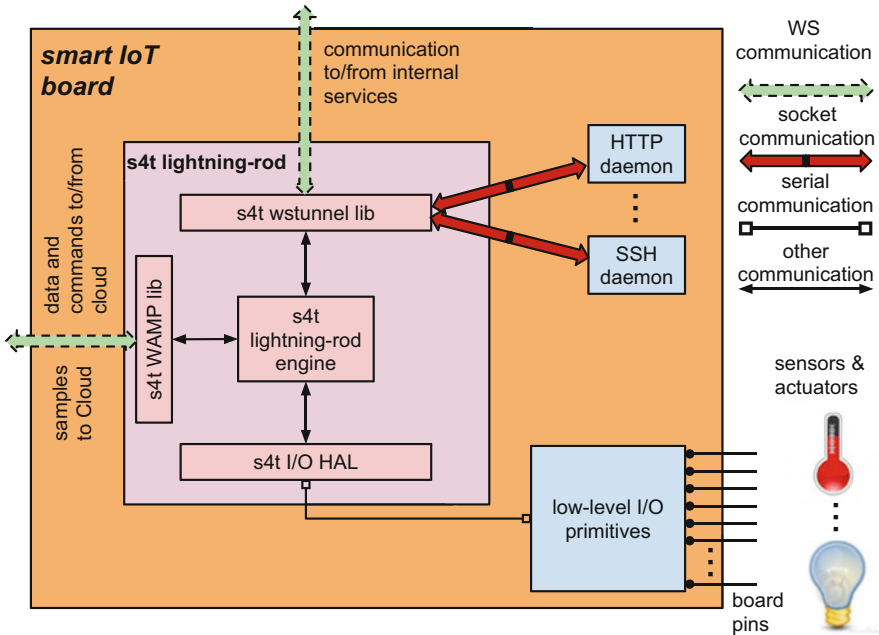 smart IoT
board
communication
to/from internal
services
WS
communication
socket
communication
serial
communication
other
communication
s4t lightning-rod
HTTP
daemon
s4t wstunnel lib
SSH
daemon
data and
commands to/from
cloud
samples
to Cloud
s4t WAMP lib
s4t
lightning-rod
engine
s4t I/O HAL
low-level I/O
primitives
sensors &
actuators
board
pins